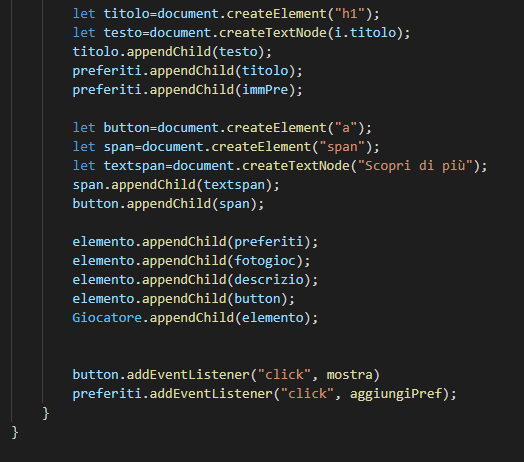 let titolo=document.createElement("h1");
let testo=document.createTextNode(i.titolo);
titolo.appendChild(testo);
preferiti.appendChild(titolo);
preferiti.appendChild(immPre);
let button=document.createElement("a");
let span=document.createElement("span");
let textspan=document.createTextNode("Scopri di più");
span.appendChild(textspan);
button.appendChild(span);
elemento.appendChild(preferiti);
elemento.appendChild(fotogioc);
elemento.appendChild(descrizio);
elemento.appendChild(button);
Giocatore.appendChild(elemento);
button.addEventListener("click", mostra)
preferiti.addEventListener("click", aggiungiPref);
}
}